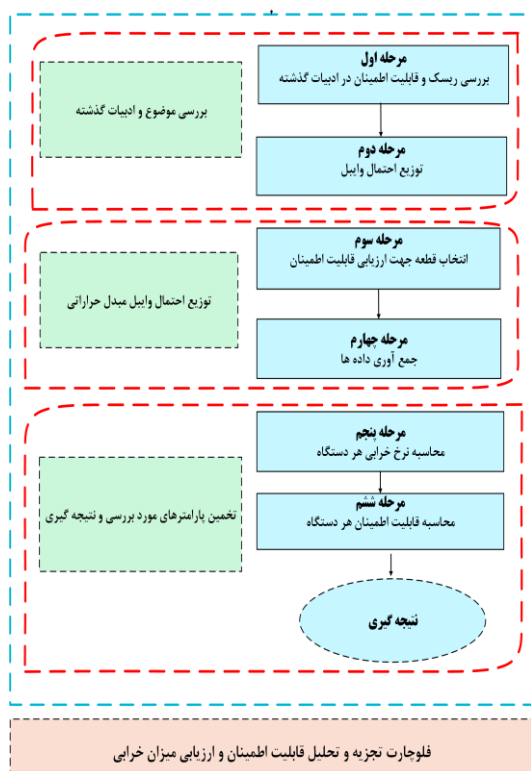 مرحله اول
بررسی ریسک و قابلیت اطمینان در ادبیات گذشته
بررسی موضوع و ادبیات گذشته
مرحله دوم
توزیع احتمال وایبل
مرحله سوم
انتخاب قطعه جهت ارزیابی قابلیت اطمینان
توزیع احتمال وایبل مبدل حراراتی
مرحله چهارم
جمع آوری داده ها
مرحله پنجم
محاسبه نرخ خرابی هر دستگاه
تخمین پارامترهای مورد بررسی و نتیجه گیری
مرحله ششم
محاسبه قابلیت اطمینان هر دستگاه
نتیجه گیری
فلوچارت تجزیه و تحلیل قابلیت اطمینان و ارزیابی میزان خرابی